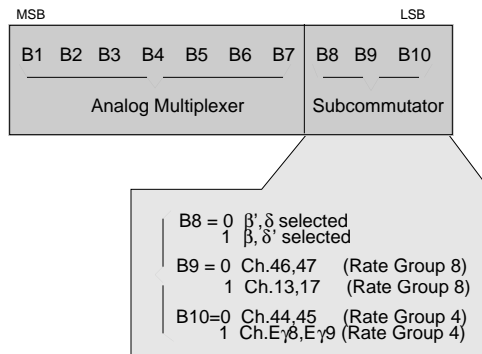 MSB LSB
B1 B2 B3 B4 B5 B6 B7 B8 B9 B10
Analog Multiplexer Subcommutator
B8 = 0 β',δ selected
1 β,δ' selected
B9 = 0 Ch.46,47 (Rate Group 8)
1 Ch.13,17 (Rate Group 8)
B10=0 Ch.44,45 (Rate Group 4)
1 Ch.Eγ8,Eγ9 (Rate Group 4)